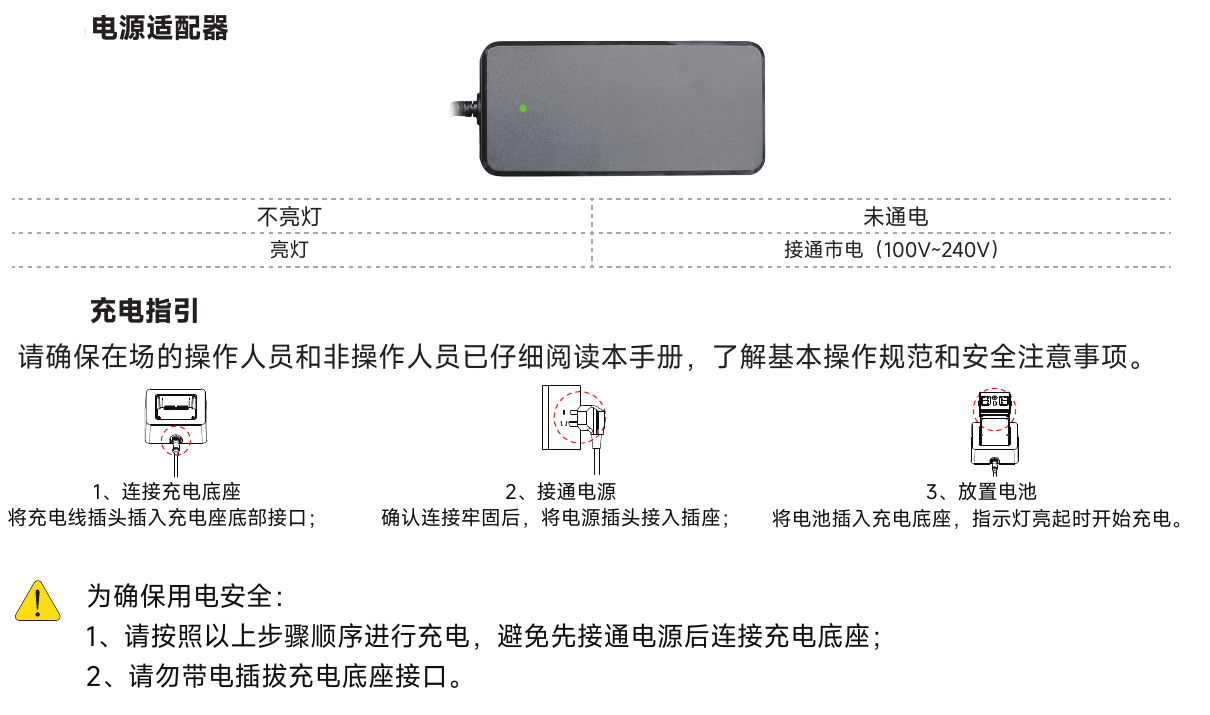 电源适配器
不亮灯 未通电
亮灯 接通市电（100V~240V）
充电指引
请确保在场的操作人员和非操作人员已仔细阅读本手册，了解基本操作规范和安全注意事项。
1、连接充电底座
将充电线插头插入充电座底部接口；
2、接通电源
确认连接牢固后，将电源插头接入插座；
3、放置电池
将电池插入充电底座，指示灯亮起时开始充电。
为确保用电安全：
1、请按照以上步骤顺序进行充电，避免先接通电源后连接充电底座；
2、请勿带电插拔充电底座接口。